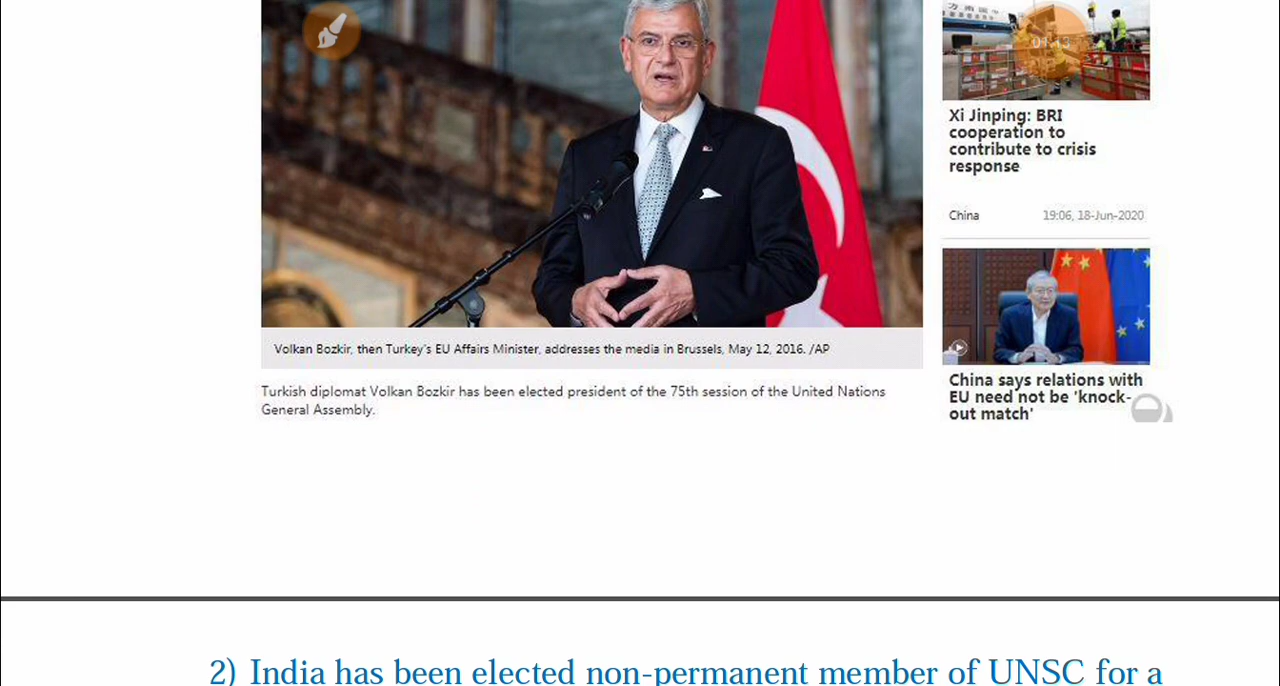 Volkan Bozkir, then Turkey's EU Affairs Minister, addresses the media in Brussels, May 12, 2016. /AP
Turkish diplomat Volkan Bozkir has been elected president of the 75th session of the United Nations
General Assembly.
Xi Jinping: BRI
cooperation to
contribute to crisis
response
China 19:06, 18-Jun-2020
China says relations with
EU need not be 'knock-
out match'
2) India has been elected non-permanent member of UNSC for a